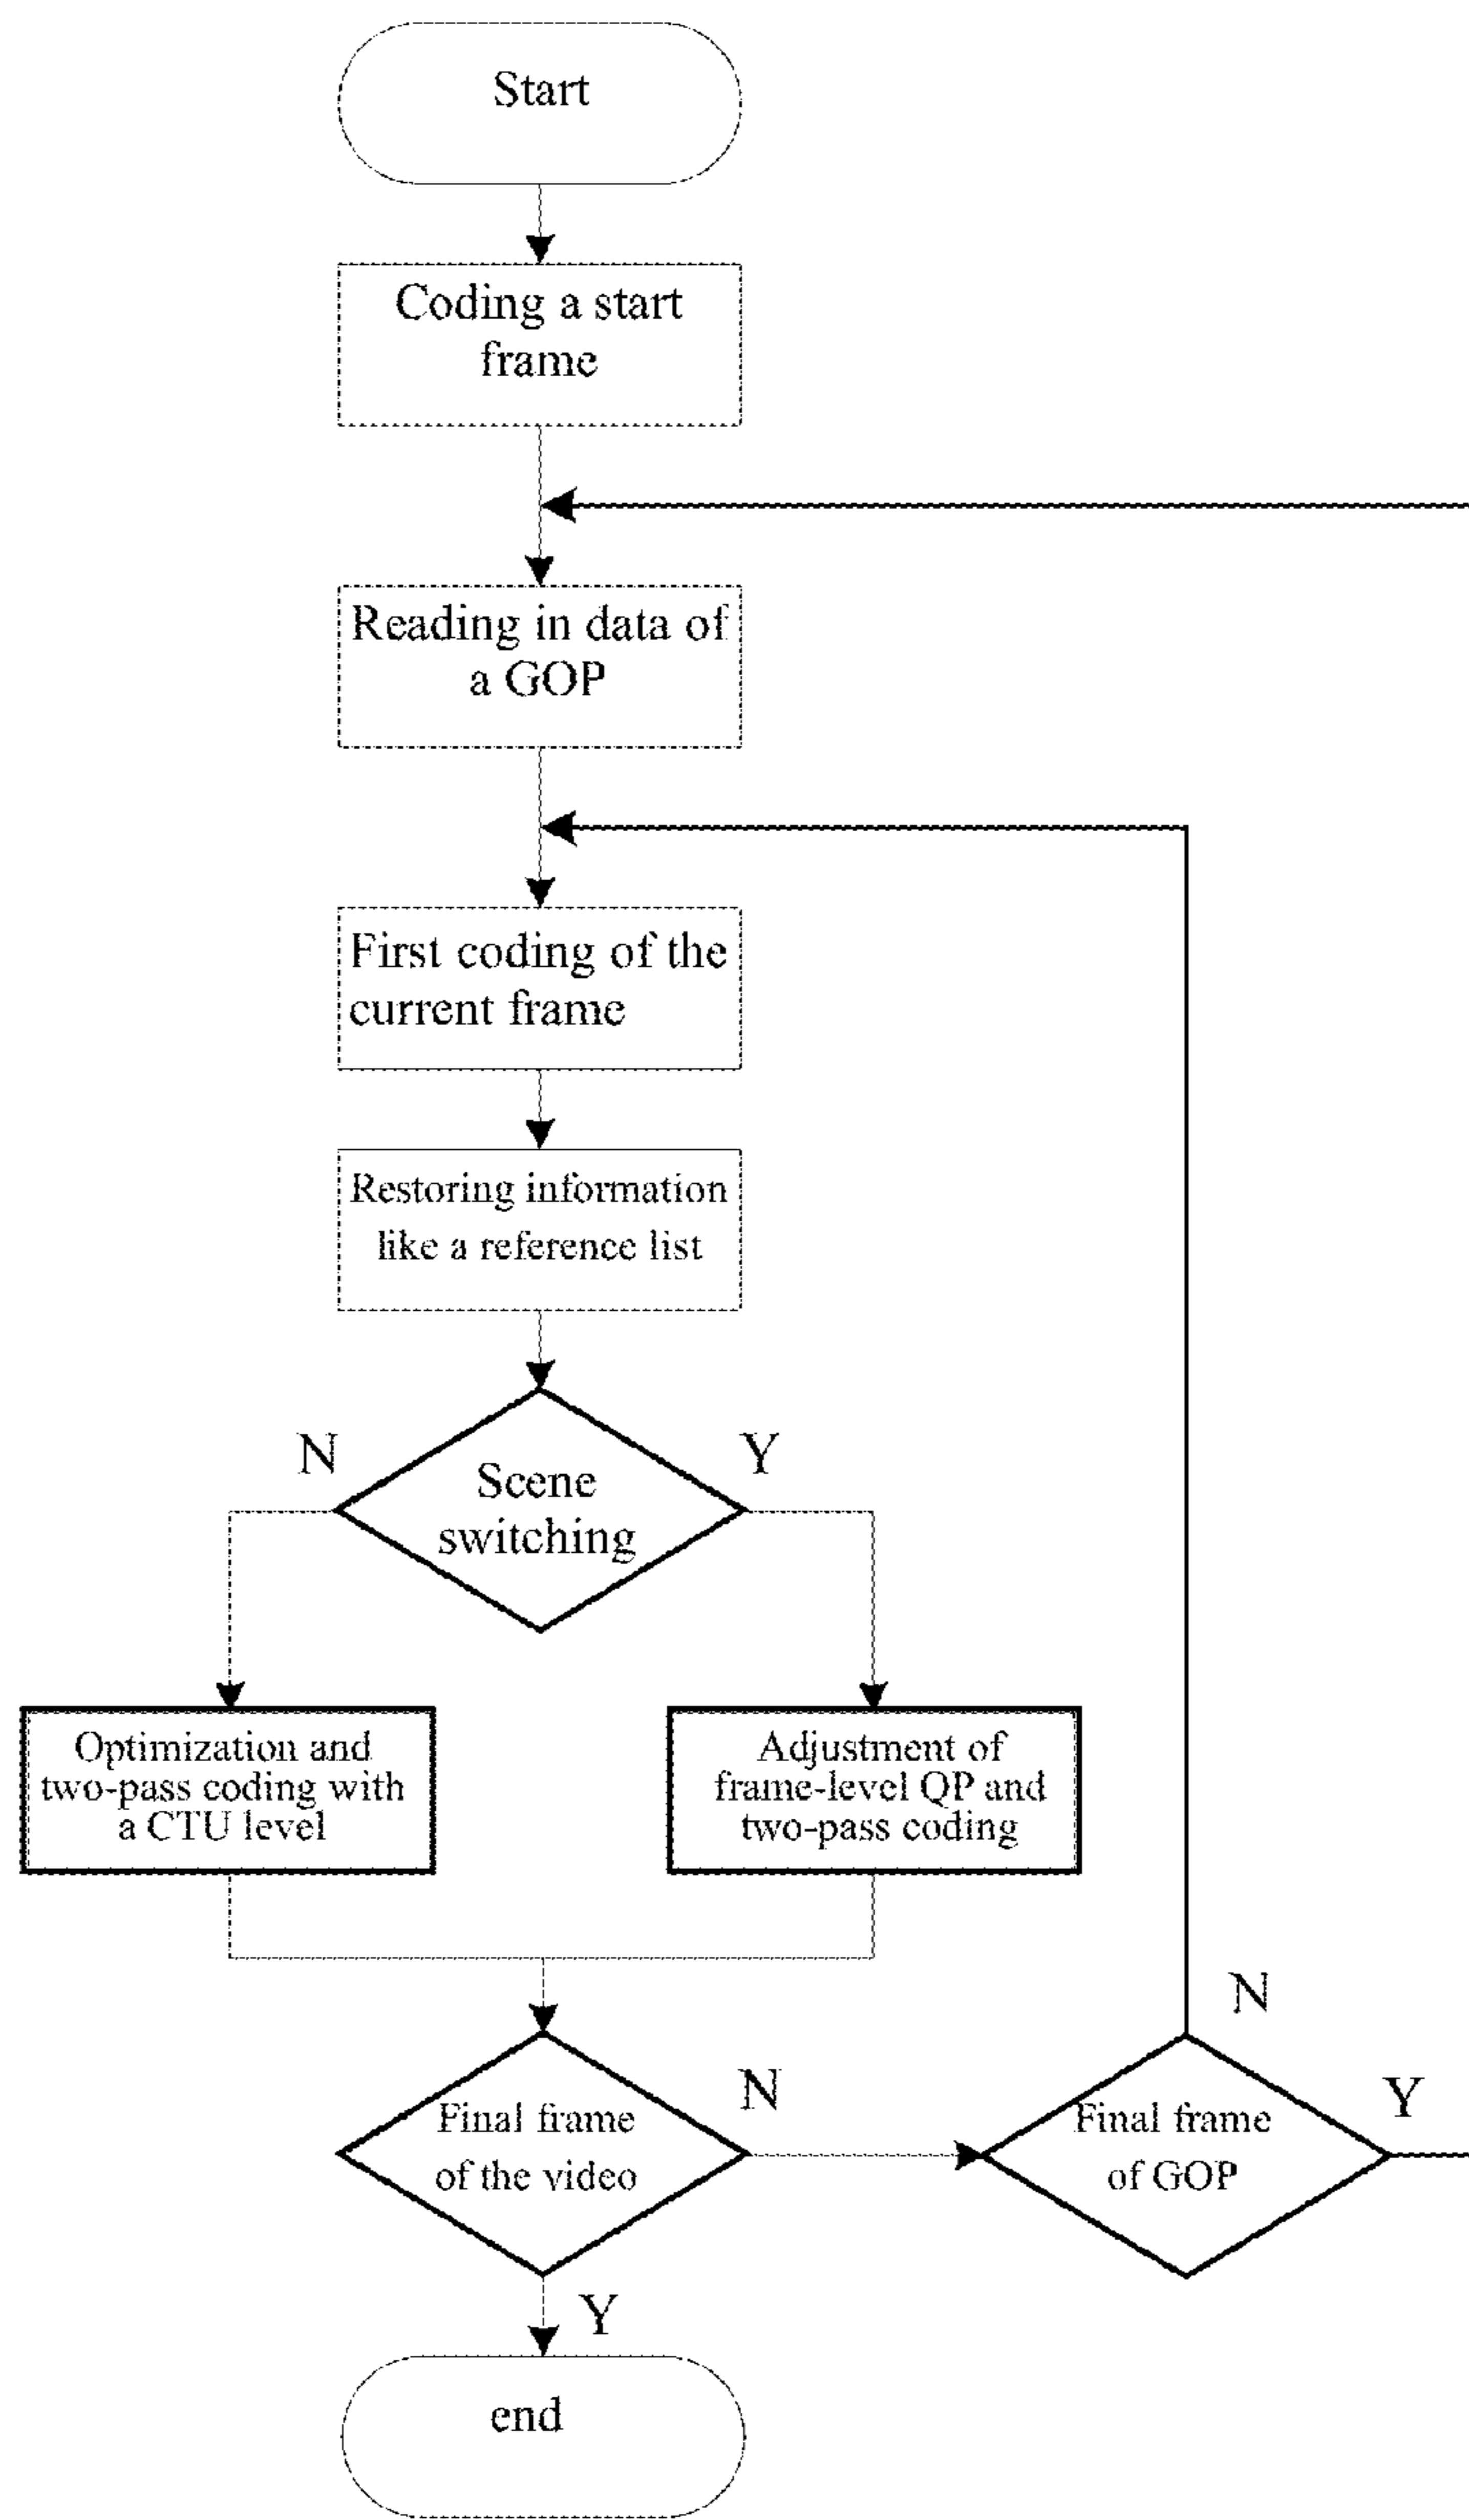 Start
Coding a start
frame
Reading in data of
a GOP
First coding of the
current frame
Restoring information
like a reference list
N
Y
Scene
switching
Optimization and
two-pass coding with
a CTU level
Adjustment of
frame-level QP and
two-pass coding
N
N
Y
Final frame
of the video
Final frame
of GOP
Y
end